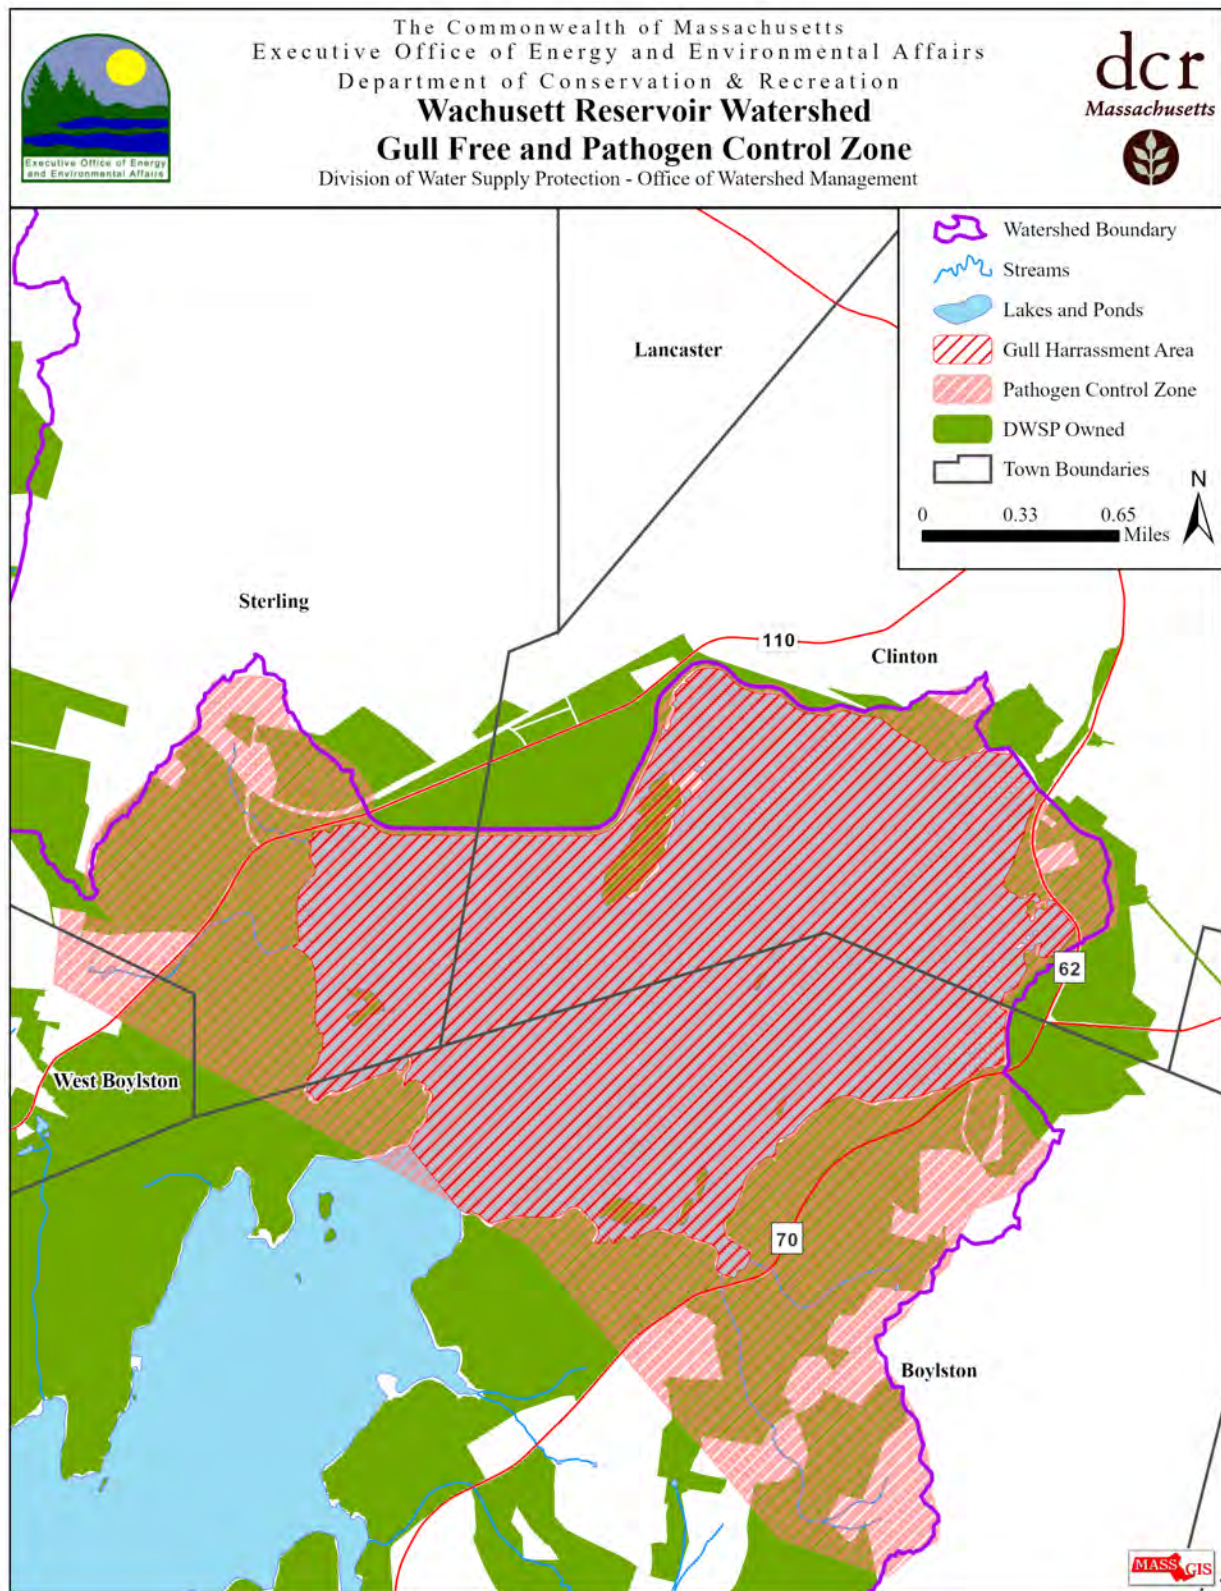 The Commonwealth of Massachusetts
Executive Office of Energy and Environmental Affairs
Department of Conservation & Recreation
Wachusett Reservoir Watershed
Gull Free and Pathogen Control Zone
Division of Water Supply Protection - Office of Watershed Management
Executive Office of Energy
and Environmental Affairs
dcr
Massachusetts
Watershed Boundary
Streams
Lakes and Ponds
Gull Harrassment Area
Pathogen Control Zone
DWSP Owned
Town Boundaries
N
0 0.33 0.65
Miles
Lancaster
Sterling
110
Clinton
62
West Boylston
70
Boylston
MASS GIS